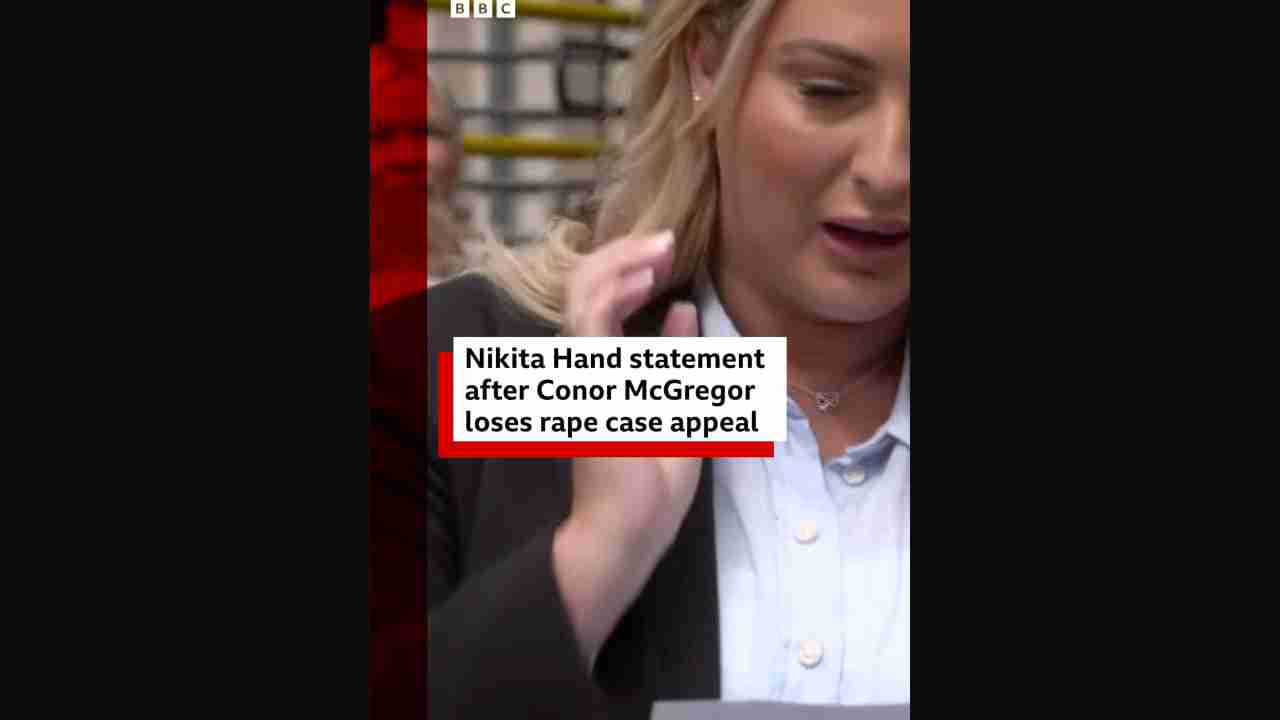 BBC
Nikita Hand statement
after Conor McGregor
loses rape case appeal